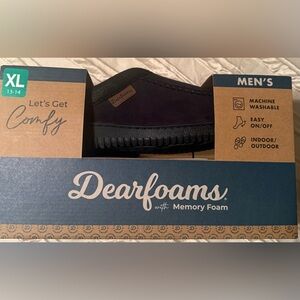 XL
13-14
Let's Get
Comfy
MEN'S
MACHINE
WASHABLE
EASY
ON/OFF
INDOOR/
OUTDOOR
Dearfoams®
with Memory Foam